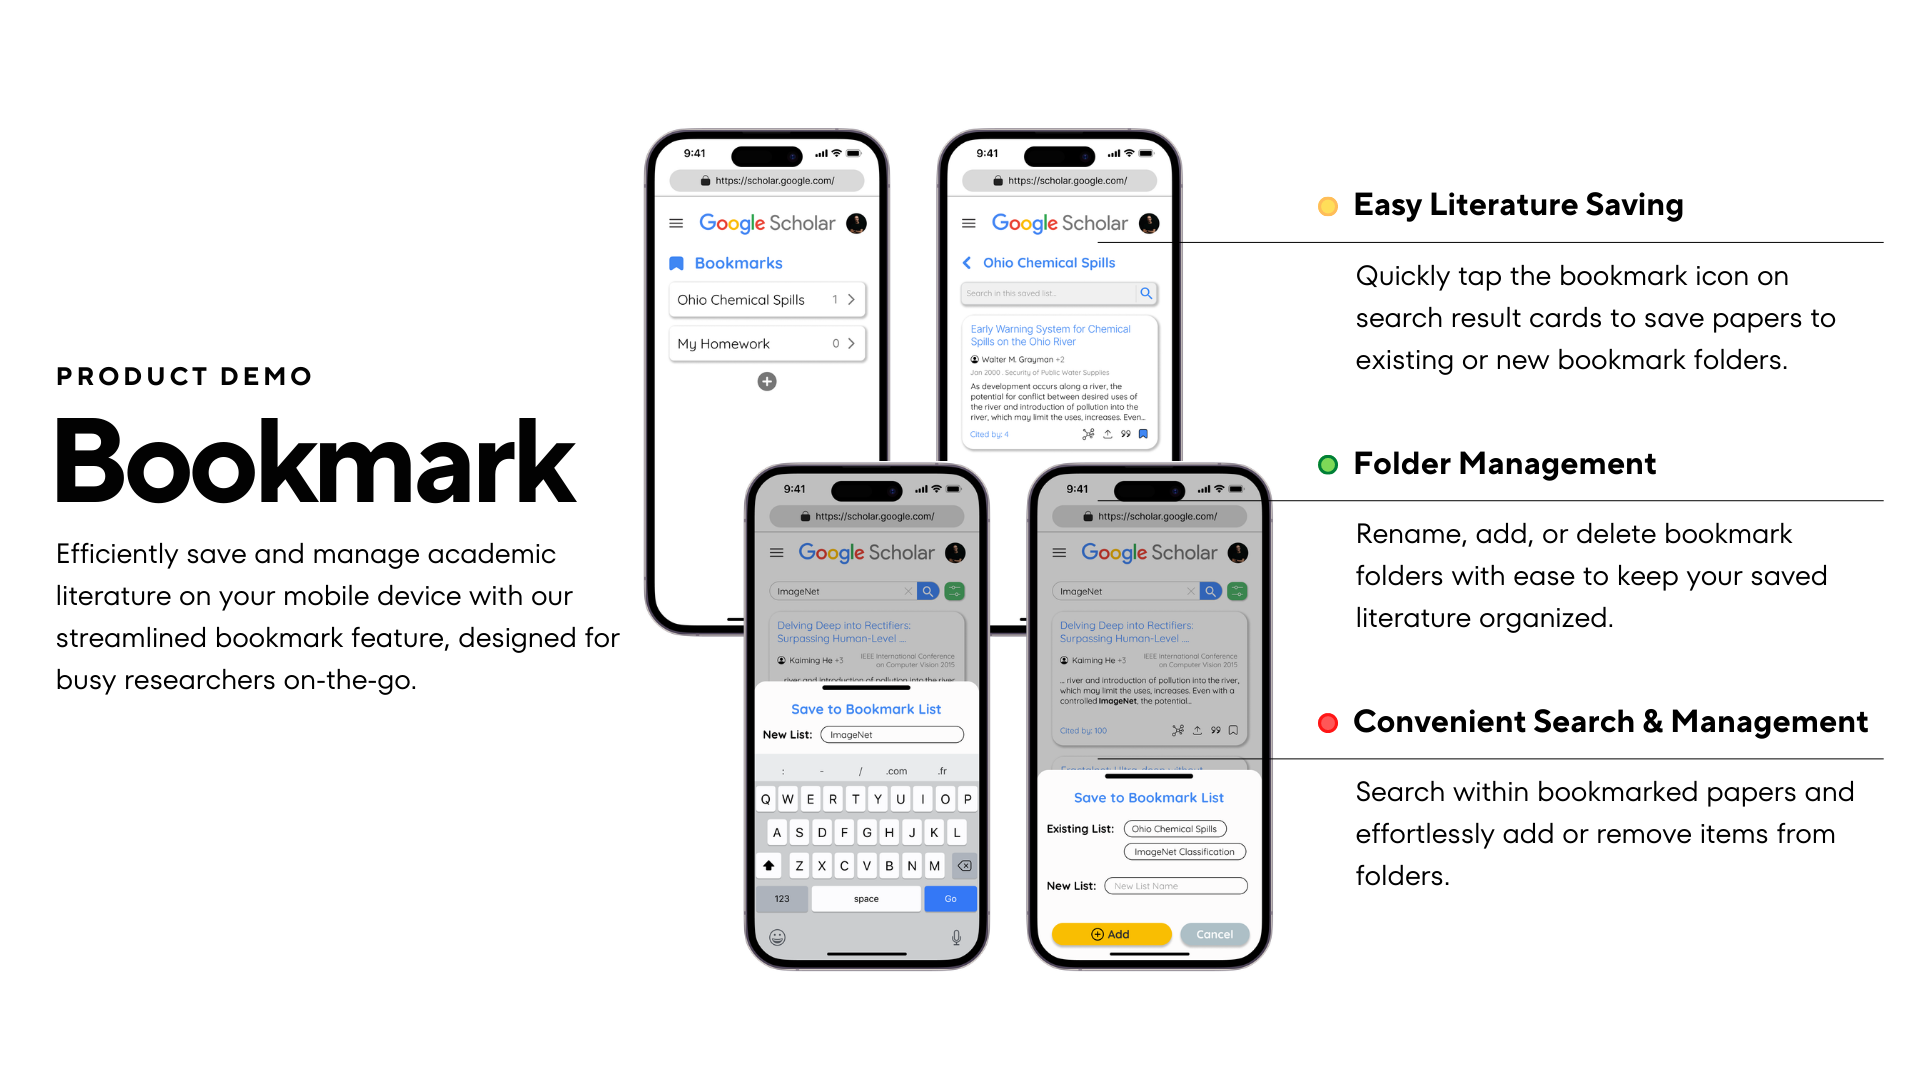 PRODUCT DEMO
Bookmark
Efficiently save and manage academic
literature on your mobile device with our
streamlined bookmark feature, designed for
busy researchers on-the-go.
9:41
https://scholar.google.com/
Google Scholar
Bookmarks
Ohio Chemical Spills 1
My Homework 0
9:41
https://scholar.google.com/
Google Scholar
Ohio Chemical Spills
Search in this saved list...
Early Warning System for Chemical
Spills on the Ohio River
Walter M. Grayman +2
Jan 2000 . Security of Public Water Supplies
As development occurs along a river, the
potential for conflict between desired uses of
the river and introduction of pollution into the
river, which may limit the uses, increases. Even...
Cited by: 4
9:41
https://scholar.google.com/
Google Scholar
ImageNet
Delving Deep into Rectifiers:
Surpassing Human-Level ....
Kaiming He +3
IEEE International Conference
on Computer Vision 2015
... river and introduction of pollution into the river,
Save to Bookmark List
New List: ImageNet
: - / .com .fr
Q W E R T Y U I O P
A S D F G H J K L
Z X C V B N M
123 space Go
9:41
https://scholar.google.com/
Google Scholar
ImageNet
Delving Deep into Rectifiers:
Surpassing Human-Level ....
Kaiming He +3
IEEE International Conference
on Computer Vision 2015
... river and introduction of pollution into the river,
which may limit the uses, increases. Even with a
controlled ImageNet, the potential...
Cited by: 100
Save to Bookmark List
Existing List: Ohio Chemical Spills
ImageNet Classification
New List: New List Name
Add Cancel
Easy Literature Saving
Quickly tap the bookmark icon on
search result cards to save papers to
existing or new bookmark folders.
Folder Management
Rename, add, or delete bookmark
folders with ease to keep your saved
literature organized.
Convenient Search & Management
Search within bookmarked papers and
effortlessly add or remove items from
folders.